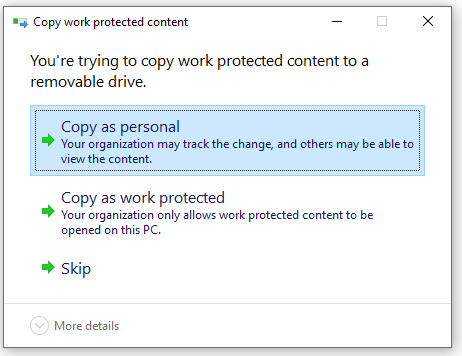 Copy work protected content
You're trying to copy work protected content to a
removable drive.
Copy as personal
Your organization may track the change, and others may be able to
view the content.
Copy as work protected
Your organization only allows work protected content to be
opened on this PC.
Skip
More details